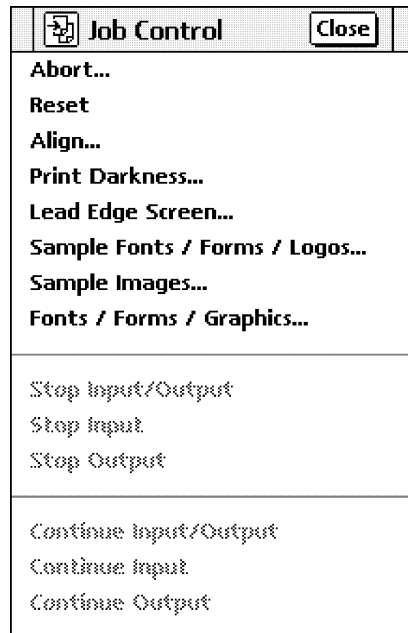 Job Control Close
Abort...
Reset
Align...
Print Darkness...
Lead Edge Screen...
Sample Fonts / Forms / Logos...
Sample Images...
Fonts / Forms / Graphics...
Stop Input/Output
Stop Input
Stop Output
Continue Input/Output
Continue Input
Continue Output